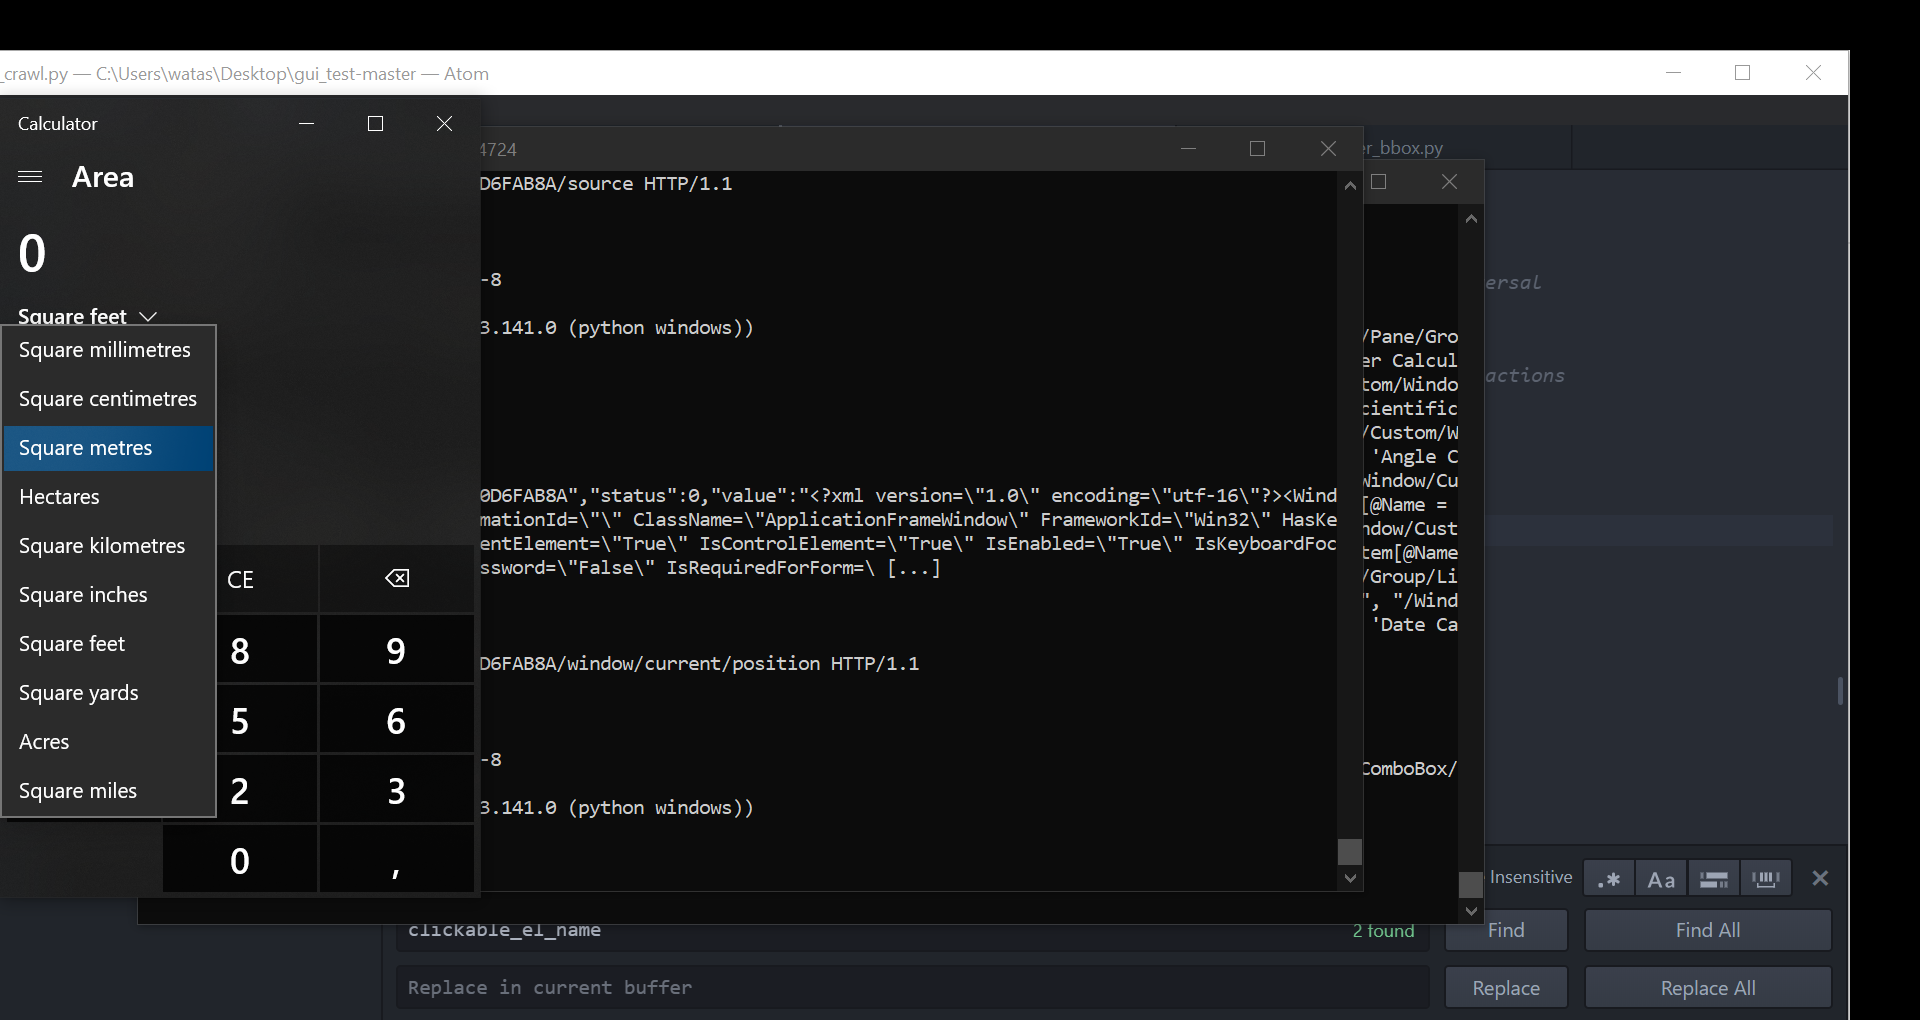 _crawl.py — C:\Users\watas\Desktop\gui_test-master — Atom
Calculator
Area
0
Square feet
Square millimetres
Square centimetres
Square metres
Hectares
Square kilometres
Square inches
Square feet
Square yards
Acres
Square miles
CE
8
9
5
6
2
3
0
,
4724
D6FAB8A/source HTTP/1.1
-8
3.141.0 (python windows))
0D6FAB8A","status":0,"value":"<?xml version=\"1.0\" encoding=\"utf-16\"?><Wind
mationId=\"\" ClassName=\"ApplicationFrameWindow\" FrameworkId=\"Win32\" HasKe
entElement=\"True\" IsControlElement=\"True\" IsEnabled=\"True\" IsKeyboardFoc
ssword=\"False\" IsRequiredForForm=\ [...]
D6FAB8A/window/current/position HTTP/1.1
-8
3.141.0 (python windows))
er_bbox.py
/Pane/Gro
er Calcul
tom/Windo
cientific
/Custom/W
'Angle C
Window/Cu
[@Name =
ndow/Cust
tem[@Name
/Group/Li
", "/Wind
'Date Ca
ComboBox/
ersal
actions
Insensitive
.*
Aa
clickable_el_name
2 found
Find
Find All
Replace in current buffer
Replace
Replace All